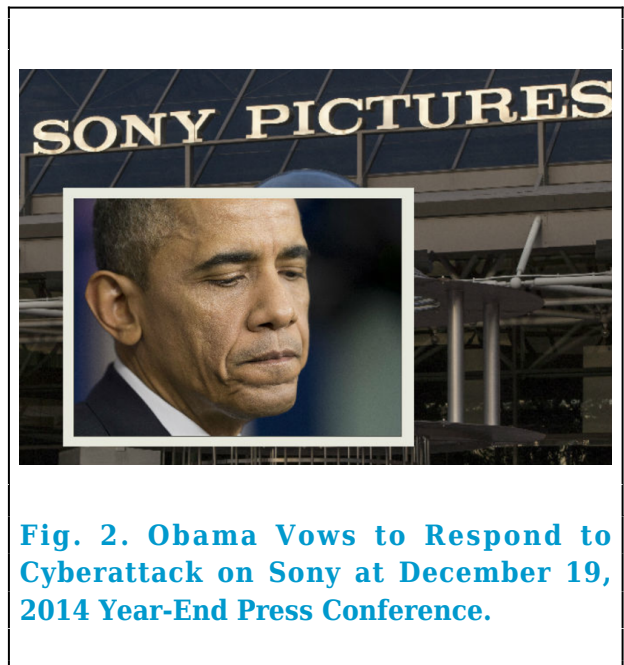 SONY PICTURES
Fig. 2. Obama Vows to Respond to
Cyberattack on Sony at December 19,
2014 Year-End Press Conference.